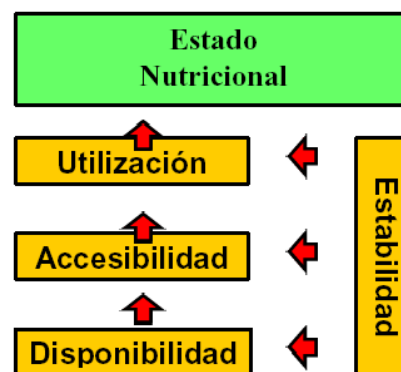 Estado
Nutricional
Utilización
Accesibilidad
Disponibilidad
Estabilidad